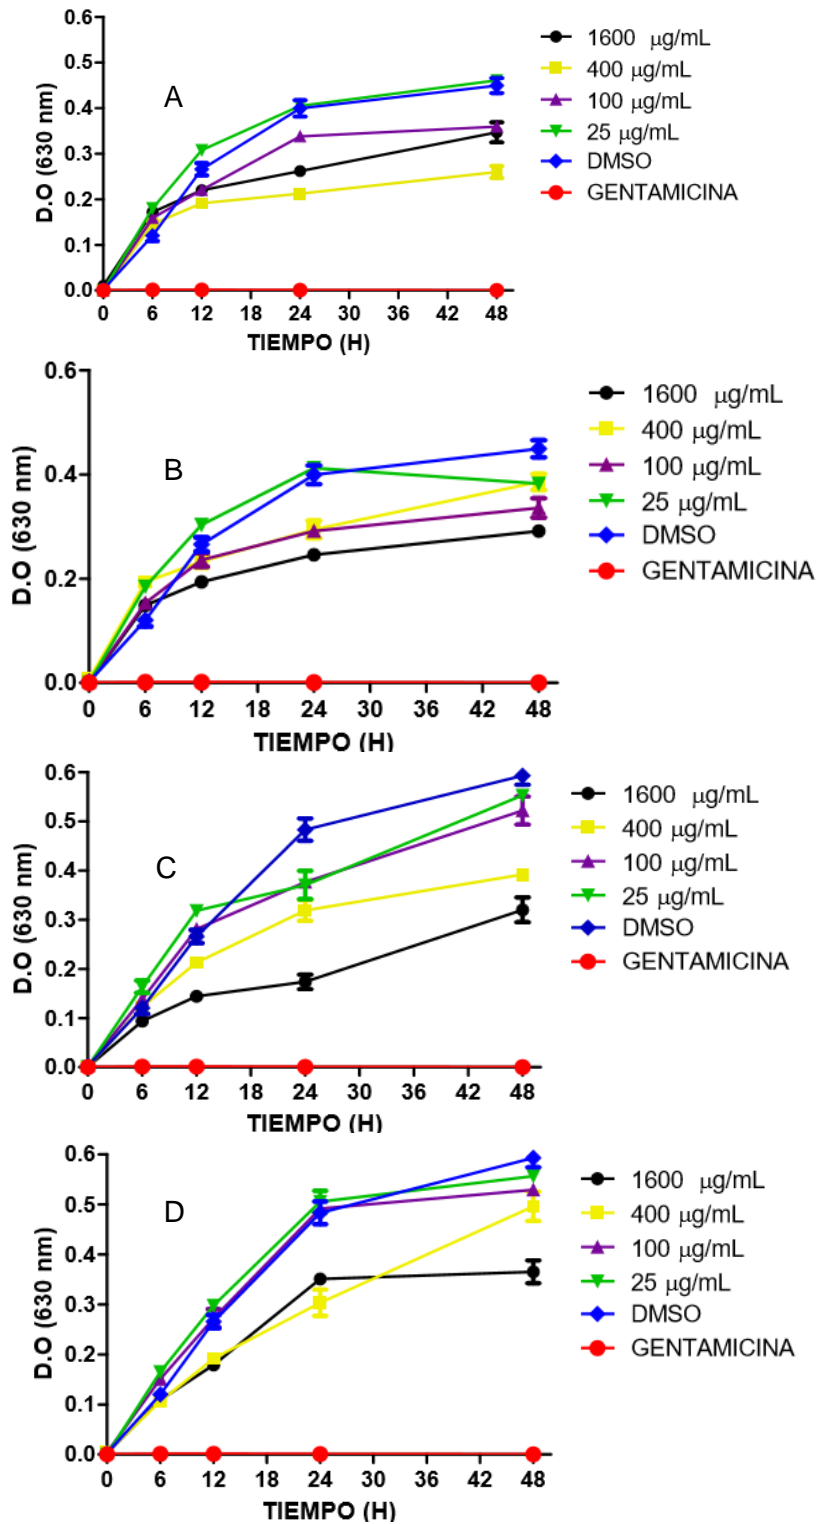 0.6
0.5
0.4
0.3
0.2
0.1
0.0
D.O (630 nm)
A
0 6 12 18 24 30 36 42 48
TIEMPO (H)
1600 μg/mL
400 μg/mL
100 μg/mL
25 μg/mL
DMSO
GENTAMICINA
0.6
0.4
0.2
0.0
D.O (630 nm)
B
0 6 12 18 24 30 36 42 48
TIEMPO (H)
1600 μg/mL
400 μg/mL
100 μg/mL
25 μg/mL
DMSO
GENTAMICINA
0.6
0.5
0.4
0.3
0.2
0.1
0.0
D.O (630 nm)
C
0 6 12 18 24 30 36 42 48
TIEMPO (H)
1600 μg/mL
400 μg/mL
100 μg/mL
25 μg/mL
DMSO
GENTAMICINA
0.6
0.5
0.4
0.3
0.2
0.1
0.0
D.O (630 nm)
D
0 6 12 18 24 30 36 42 48
TIEMPO (H)
1600 μg/mL
400 μg/mL
100 μg/mL
25 μg/mL
DMSO
GENTAMICINA